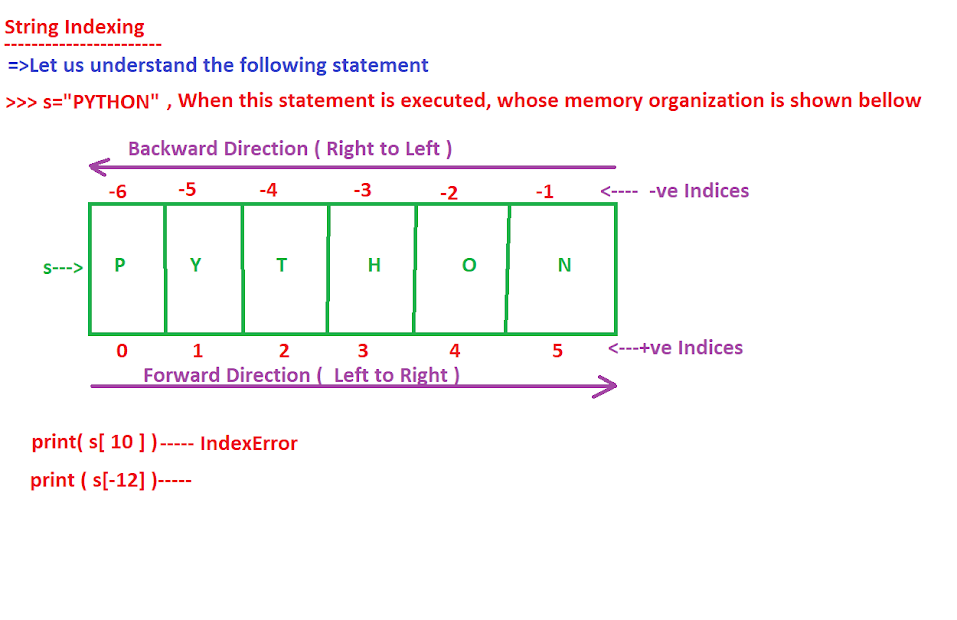 String Indexing
-----------------------
=>Let us understand the following statement
>>> s="PYTHON" , When this statement is executed, whose memory organization is shown bellow
Backward Direction ( Right to Left )
-6 -5 -4 -3 -2 -1 <---- -ve Indices
s---> P Y T H O N
0 1 2 3 4 5 <---+ve Indices
Forward Direction ( Left to Right )
print( s[ 10 ] )----- IndexError
print ( s[-12] )-----